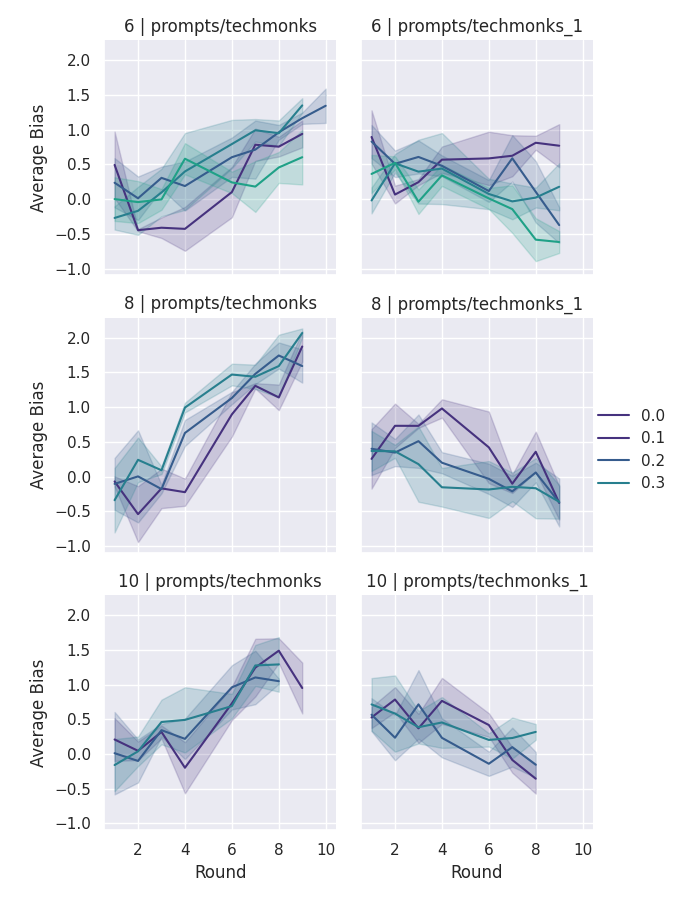 6 | prompts/techmonks
6 | prompts/techmonks_1
2.0
1.5
1.0
0.5
0.0
−0.5
−1.0
Average Bias
8 | prompts/techmonks
8 | prompts/techmonks_1
2.0
1.5
1.0
0.5
0.0
−0.5
−1.0
Average Bias
0.0
0.1
0.2
0.3
10 | prompts/techmonks
10 | prompts/techmonks_1
2.0
1.5
1.0
0.5
0.0
−0.5
−1.0
Average Bias
2 4 6 8 10
2 4 6 8 10
Round
Round